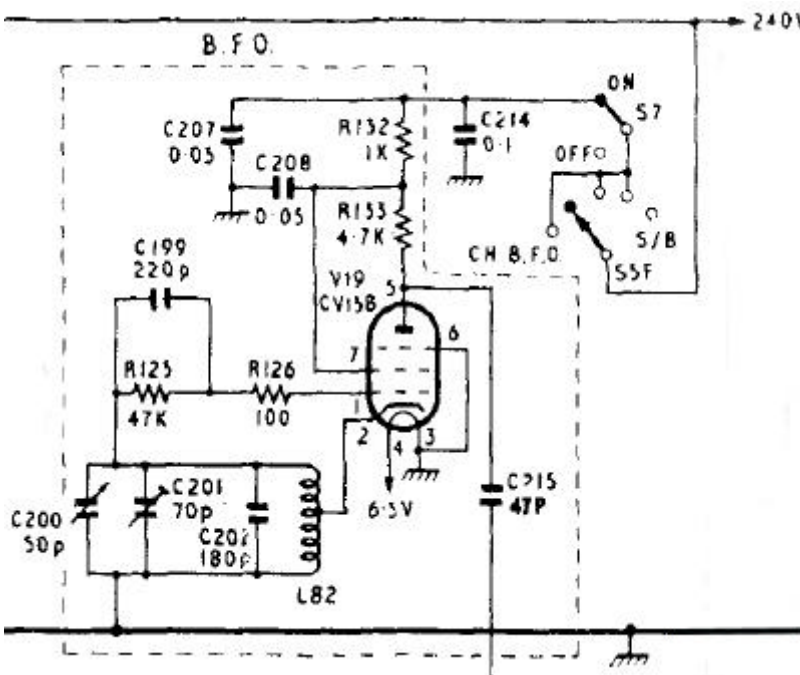 240V
B.F.O.
ON
S7
C207
0·05
R132
1K
C214
0·1
C208
0·05
OFF
R133
4·7K
S/B
CH B.F.O.
S5F
C199
220p
V19
CV138
5
6
7
R125
47K
R126
100
1
2
4
3
6·3V
C215
47P
C200
50p
C201
70p
C202
180p
L82